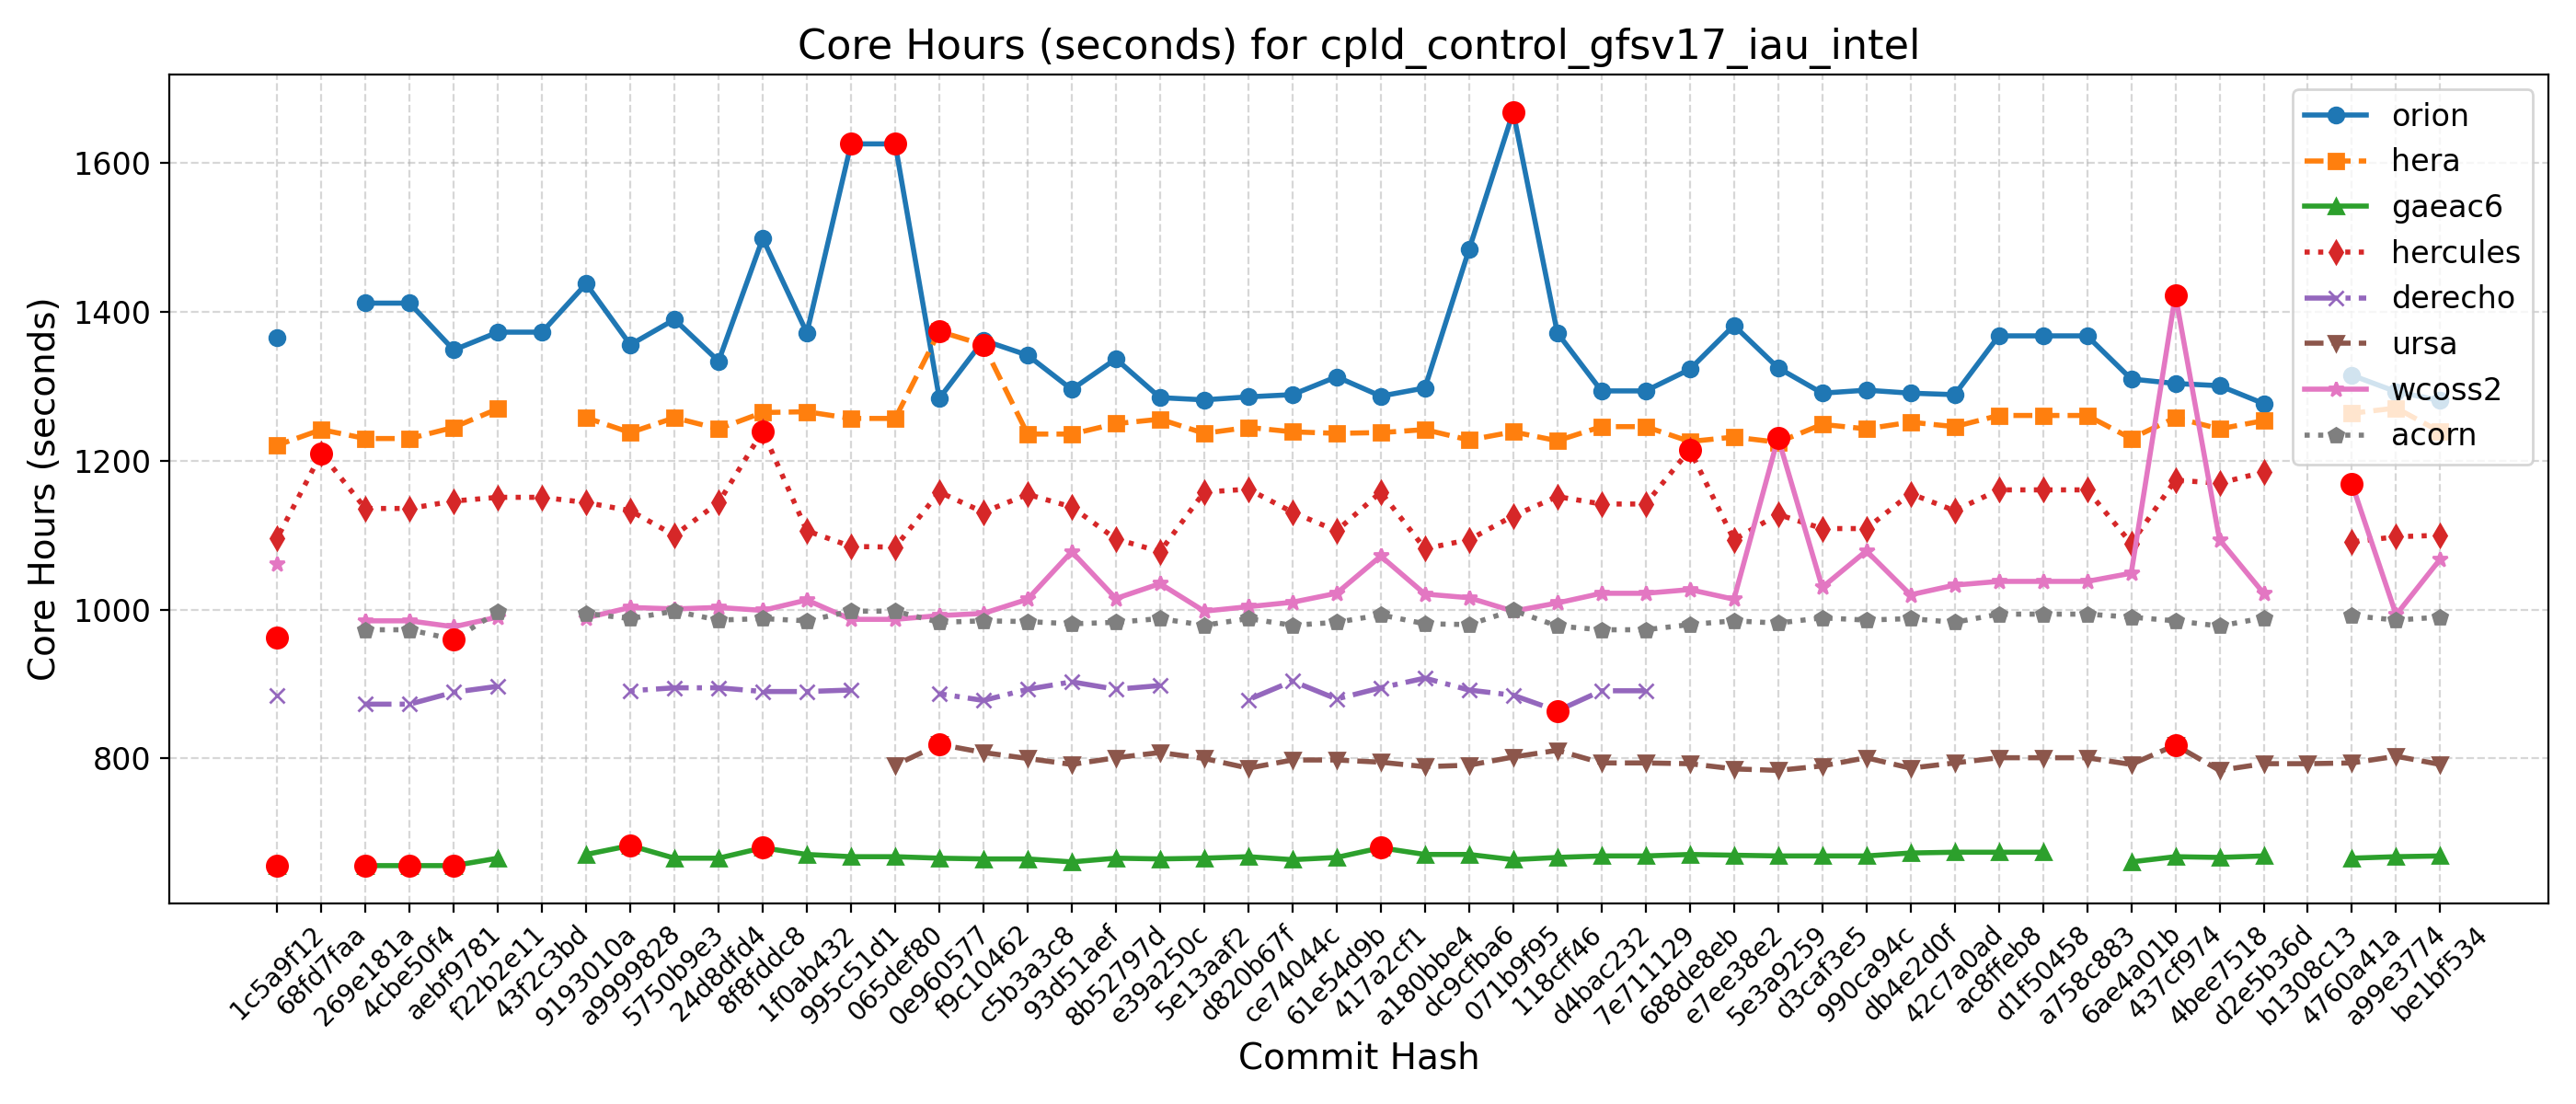 Core Hours (seconds) for cpld_control_gfsv17_iau_intel
Core Hours (seconds)
1600
1400
1200
1000
800
orion
hera
gaeac6
hercules
derecho
ursa
wcoss2
acorn
1c5a9f12
68fd7faa
269e181a
4cbe50f4
aebf9781
f22b2e11
43f2c3bd
9193010a
a9999828
5750b9e3
24d8dfd4
8f8fddc8
1f0ab432
995c51d1
065def80
0e960577
f9c10462
c5b3a3c8
93d51aef
8b52797d
e39a250c
5e13aaf2
d820b67f
ce74044c
61e54d9b
417a2cf1
a180bbe4
dc9cfba6
071b9f95
118cff46
d4bac232
7e711129
688de8eb
e7ee38e2
5e3a9259
d3caf3e5
990ca94c
db4e2d0f
42c7a0ad
ac8ffeb8
d1f50458
a758c883
6ae4a01b
437cf974
4bee7518
d2e5b36d
b1308c13
4760a41a
a99e3774
be1bf534
Commit Hash